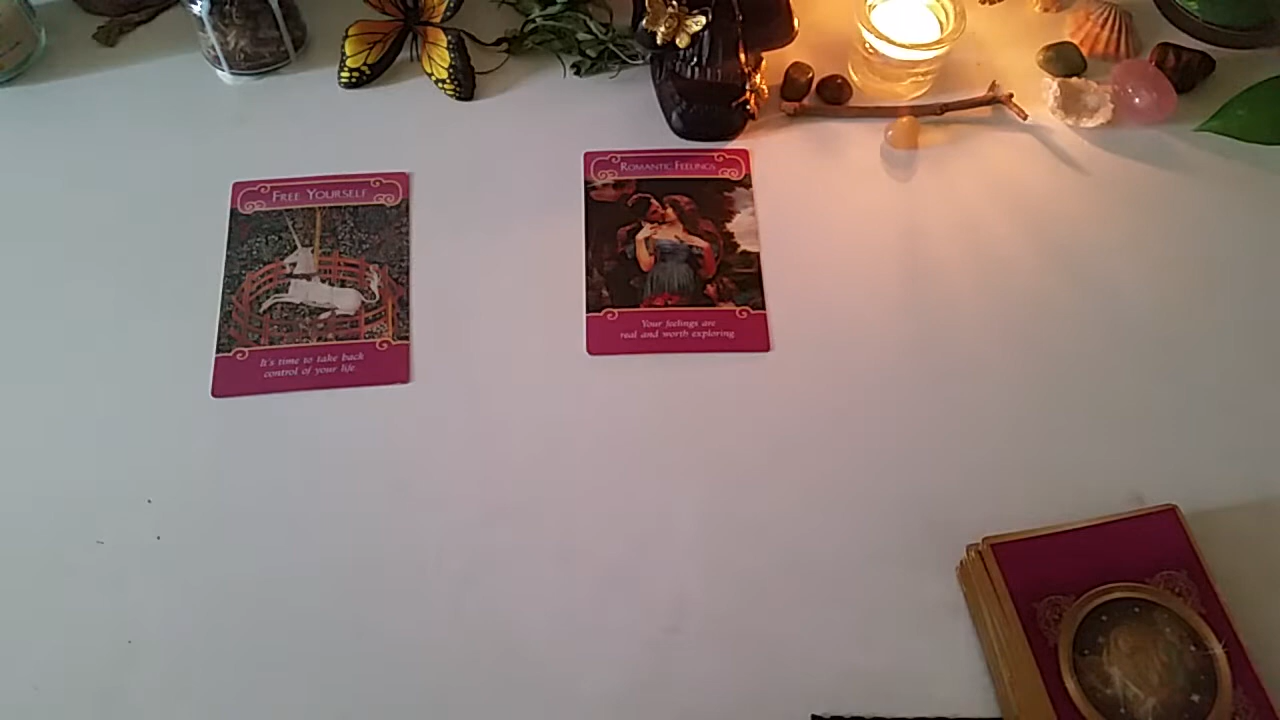 FREE YOURSELF
It's time to take back
control of your life
ROMANTIC FEELINGS
Your feelings are
real and worth exploring.